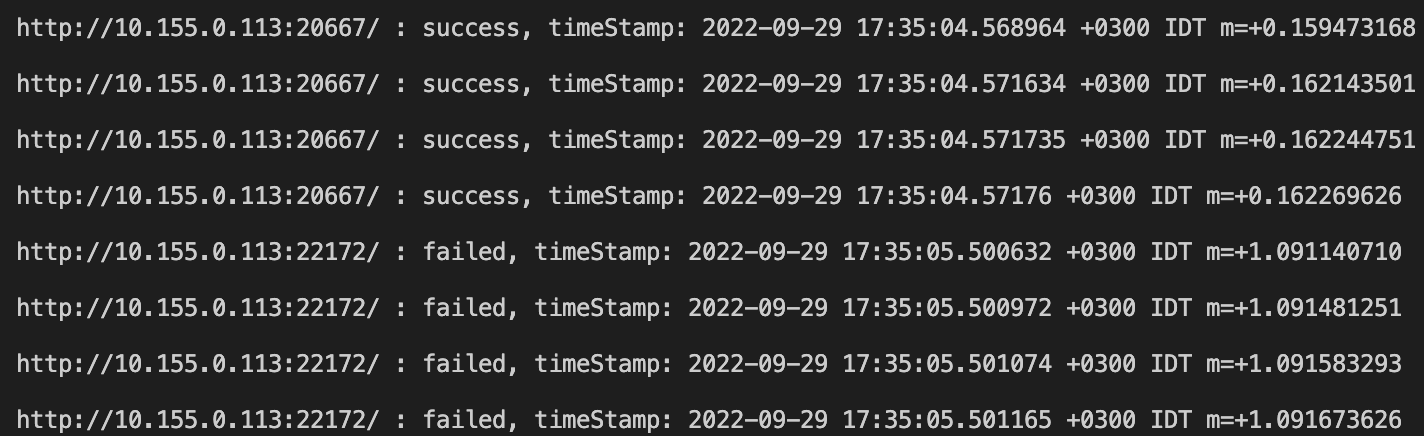 http://10.155.0.113:20667/ : success, timeStamp: 2022-09-29 17:35:04.568964 +0300 IDT m=+0.159473168
http://10.155.0.113:20667/ : success, timeStamp: 2022-09-29 17:35:04.571634 +0300 IDT m=+0.162143501
http://10.155.0.113:20667/ : success, timeStamp: 2022-09-29 17:35:04.571735 +0300 IDT m=+0.162244751
http://10.155.0.113:20667/ : success, timeStamp: 2022-09-29 17:35:04.57176 +0300 IDT m=+0.162269626
http://10.155.0.113:22172/ : failed, timeStamp: 2022-09-29 17:35:05.500632 +0300 IDT m=+1.091140710
http://10.155.0.113:22172/ : failed, timeStamp: 2022-09-29 17:35:05.500972 +0300 IDT m=+1.091481251
http://10.155.0.113:22172/ : failed, timeStamp: 2022-09-29 17:35:05.501074 +0300 IDT m=+1.091583293
http://10.155.0.113:22172/ : failed, timeStamp: 2022-09-29 17:35:05.501165 +0300 IDT m=+1.091673626